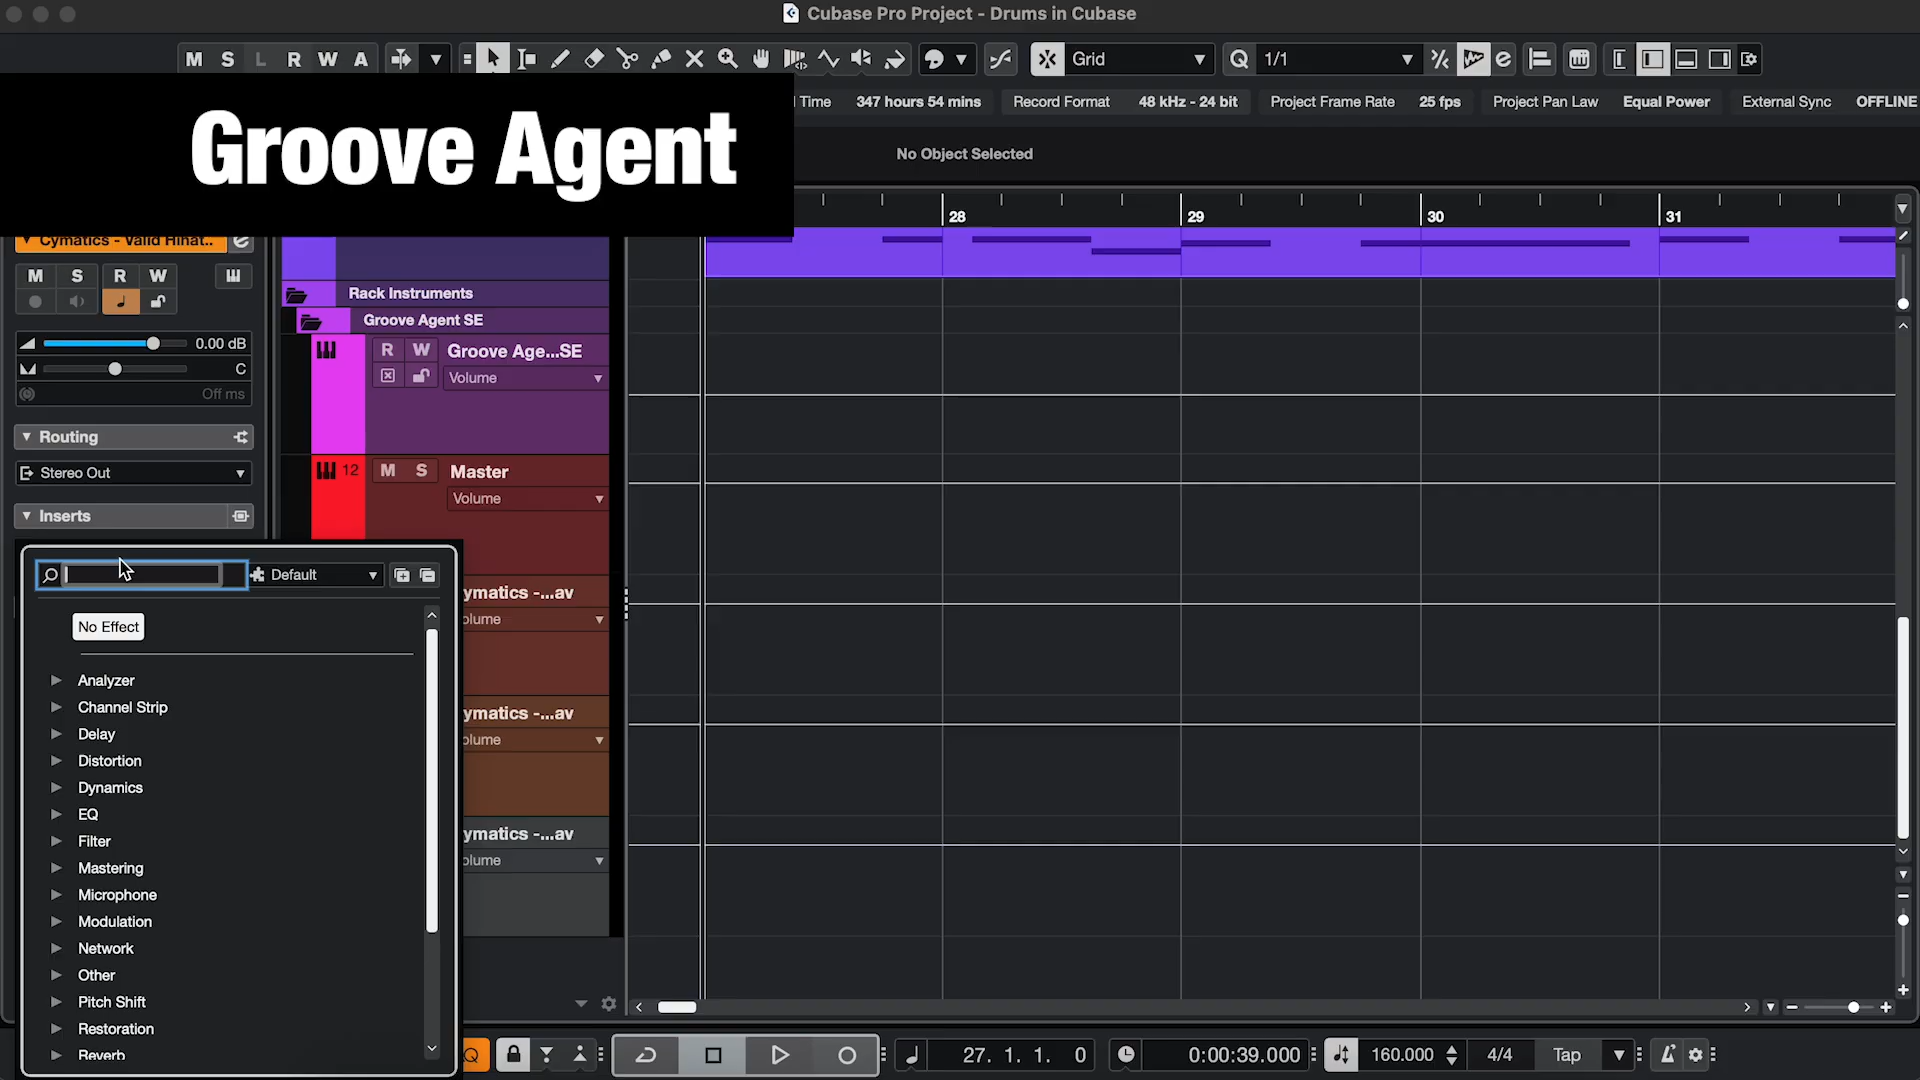 Cubase Pro Project - Drums in Cubase
M S L R W A Grid 1/1
Groove Agent
Time 347 hours 54 mins Record Format 48 kHz - 24 bit Project Frame Rate 25 fps Project Pan Law Equal Power External Sync OFFLINE
No Object Selected
28 29 30 31
Cymatics - Valid Hihat..
M S R W
0.00 dB
C
Off ms
Routing
Stereo Out
Inserts
Rack Instruments
Groove Agent SE
R W Groove Age...SE
Volume
12 M S Master
Volume
ymatics -...av
olume
ymatics -...av
olume
ymatics -...av
olume
Default
No Effect
Analyzer
Channel Strip
Delay
Distortion
Dynamics
EQ
Filter
Mastering
Microphone
Modulation
Network
Other
Pitch Shift
Restoration
Reverb
27. 1. 1. 0 0:00:39.000 160.000 4/4 Tap